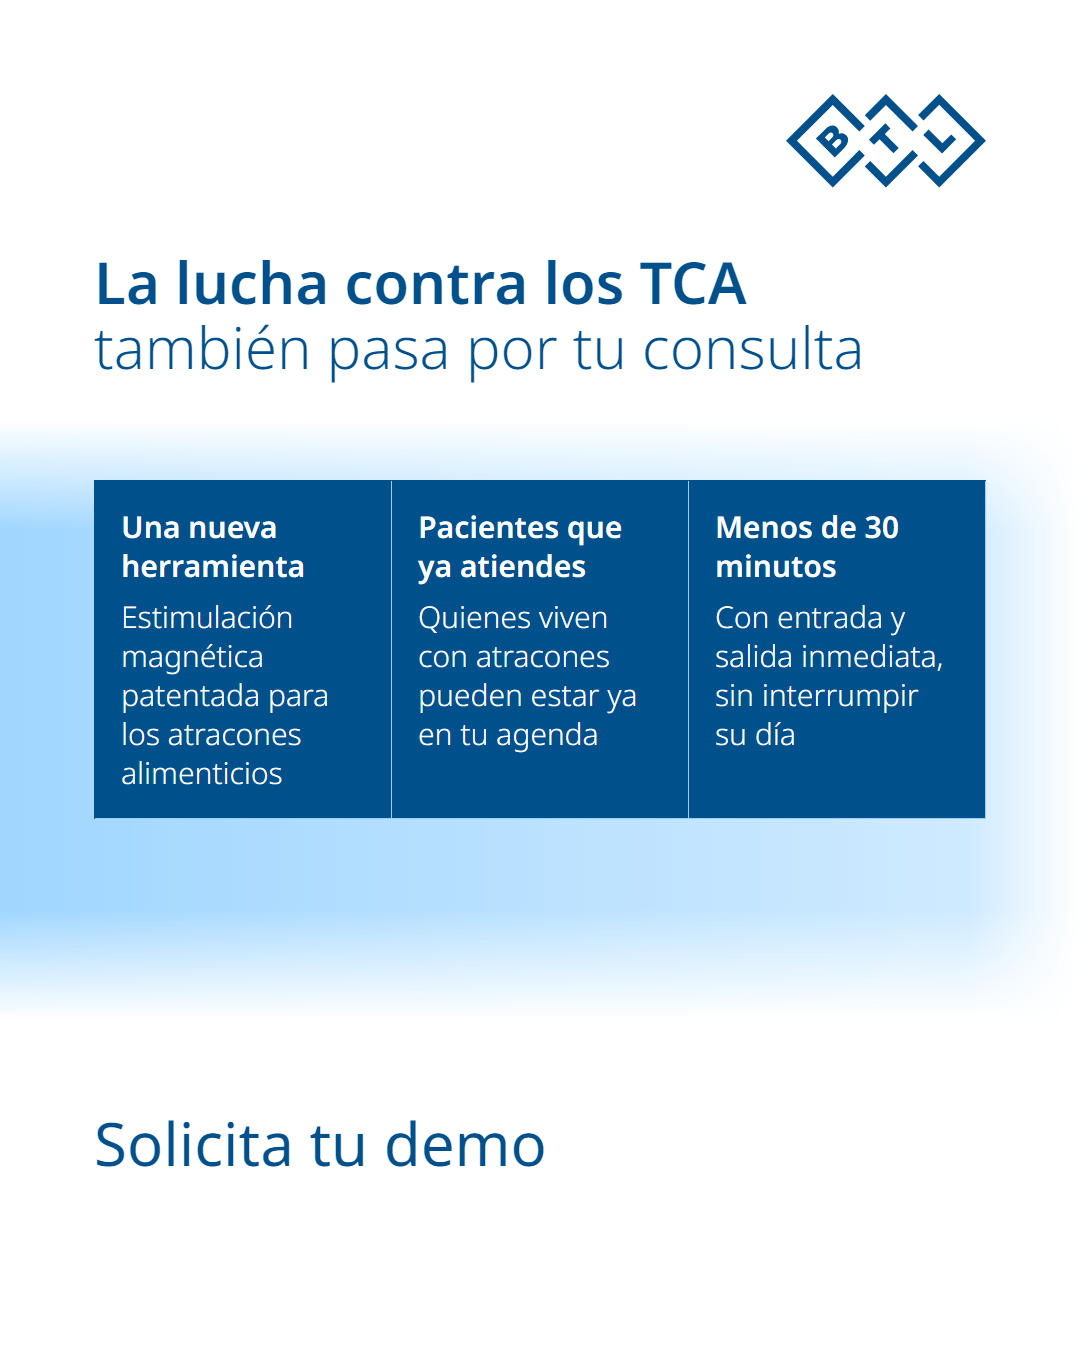 BTL
La lucha contra los TCA
también pasa por tu consulta
Una nueva
herramienta
Estimulación
magnética
patentada para
los atracones
alimenticios
Pacientes que
ya atiendes
Quienes viven
con atracones
pueden estar ya
en tu agenda
Menos de 30
minutos
Con entrada y
salida inmediata,
sin interrumpir
su día
Solicita tu demo